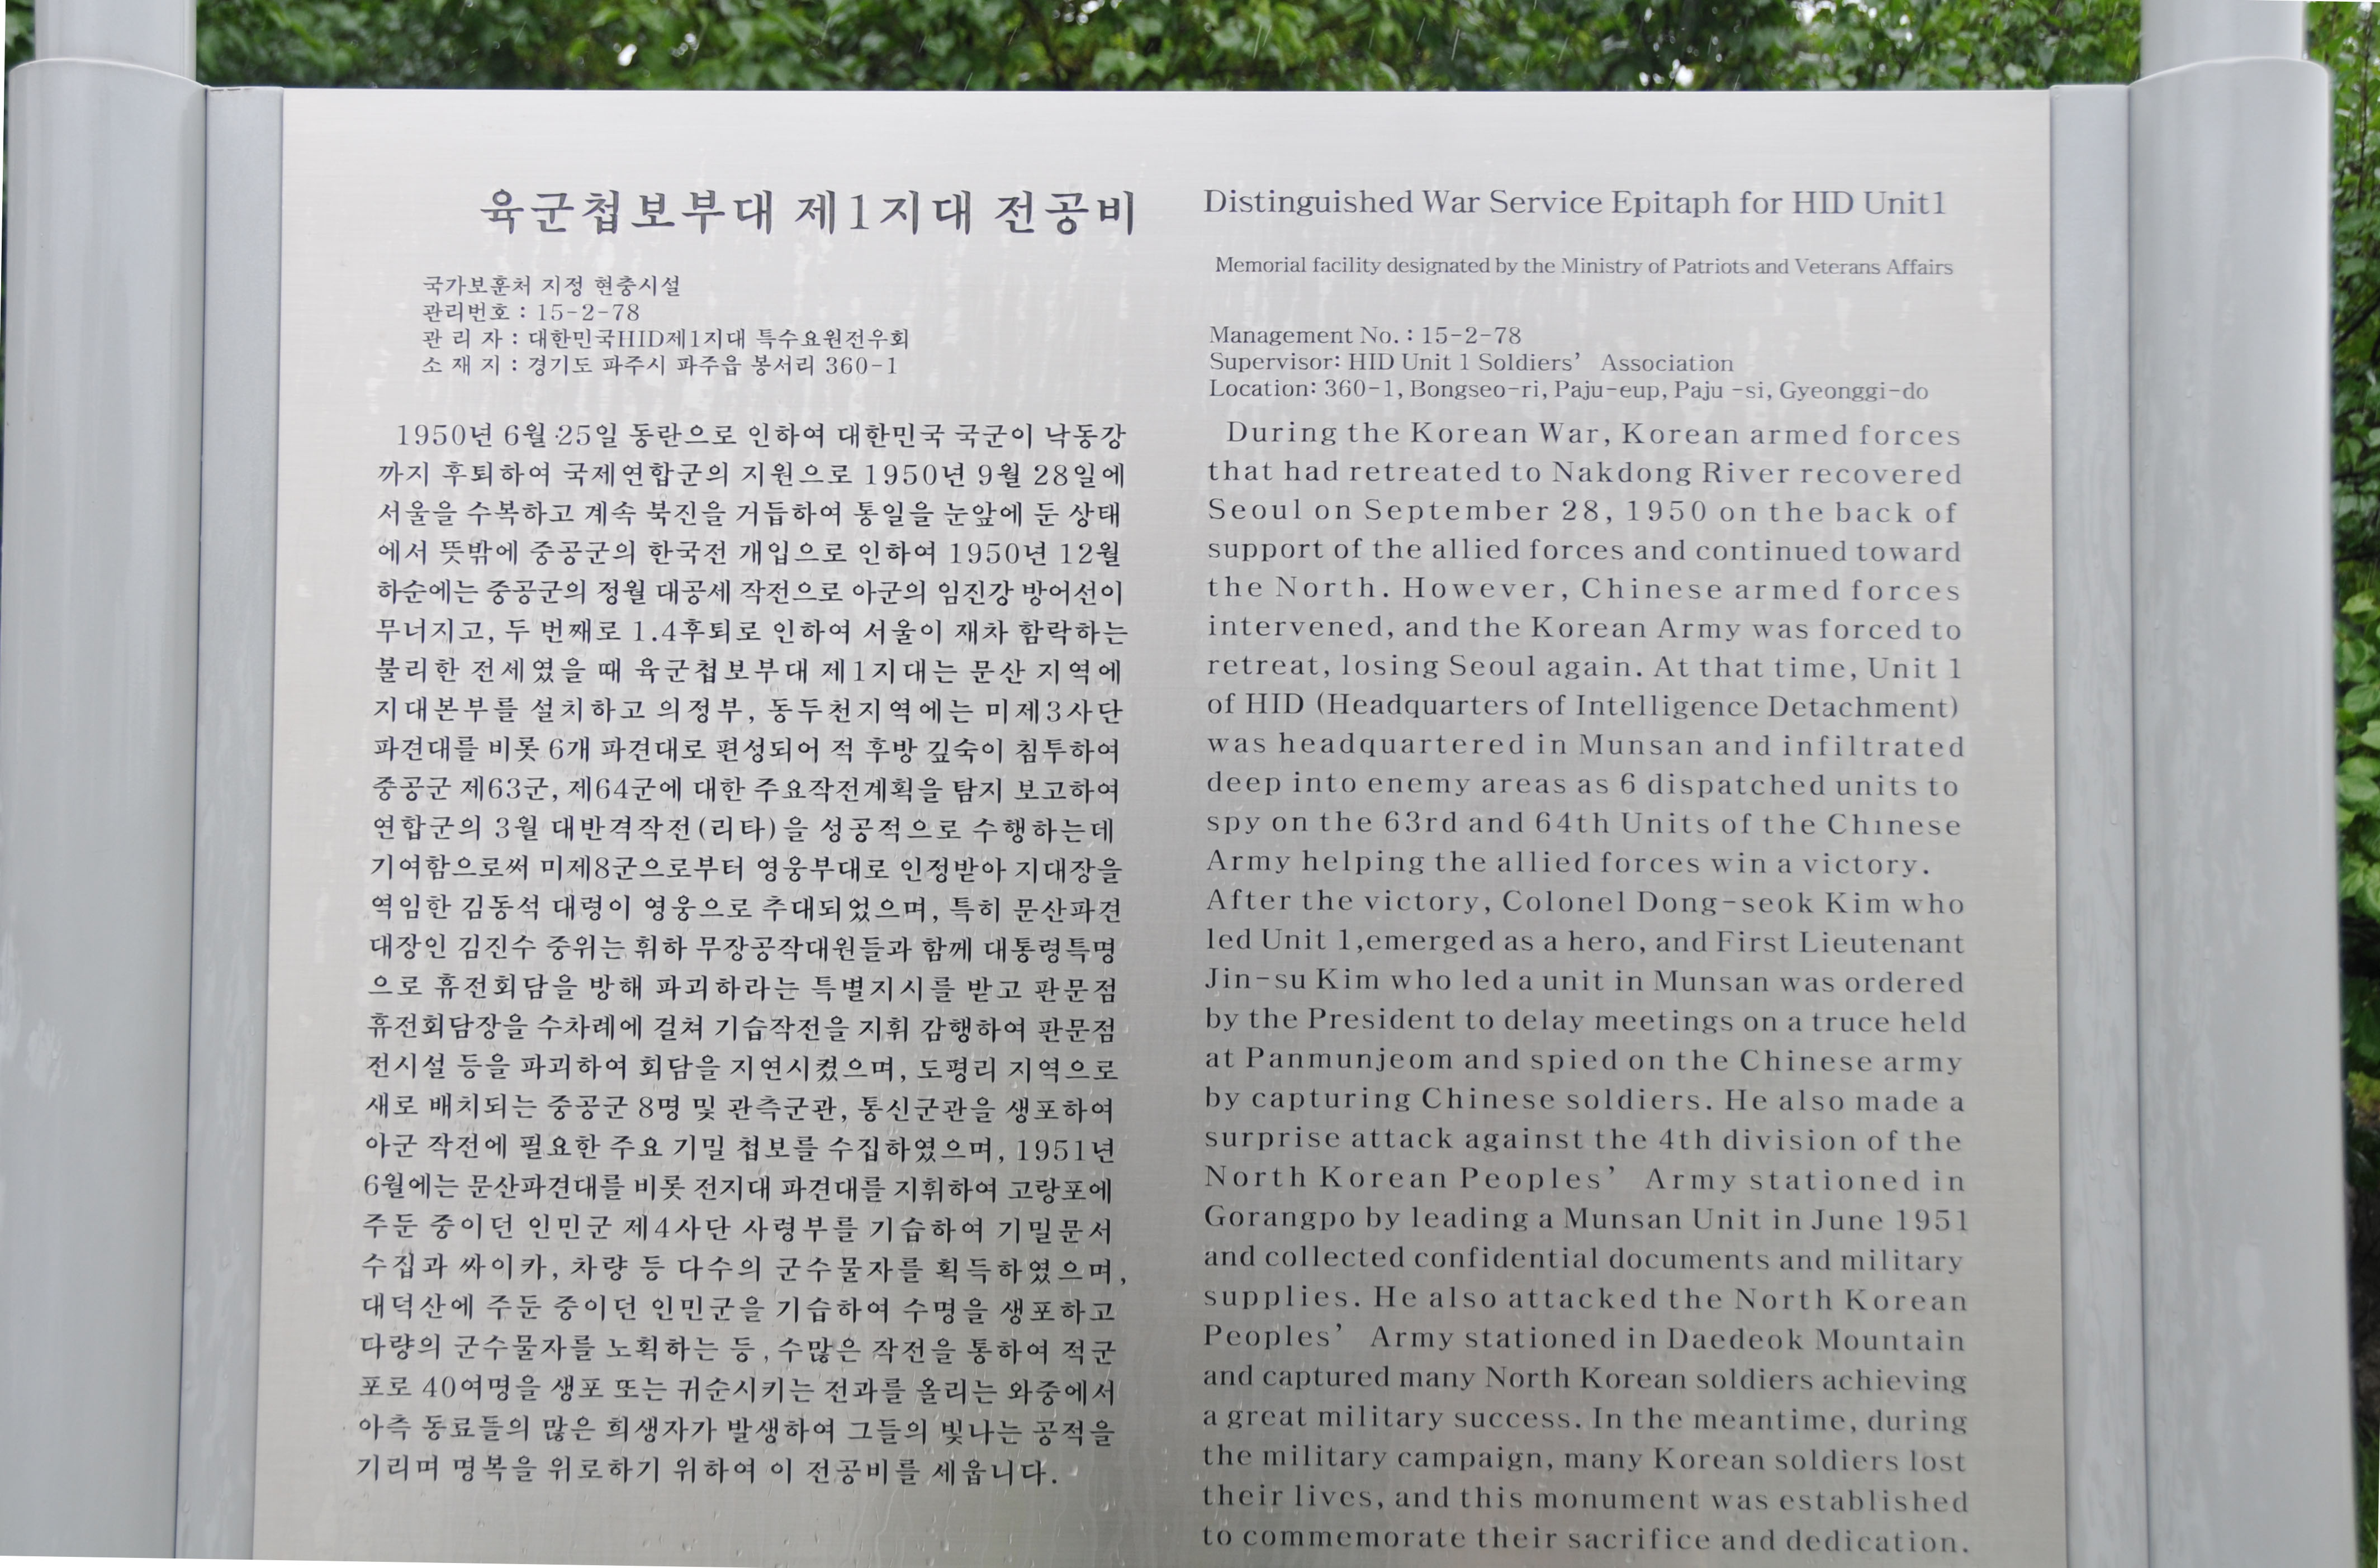 육군첩보부대 제1지대 전공비
국가보훈처 지정 현충시설
관리번호 : 15-2-78
관 리 자 : 대한민국HID제1지대 특수요원전우회
소 재 지 : 경기도 파주시 파주읍 봉서리 360-1
1950년 6월·25일 동란으로 인하여 대한민국 국군이 낙동강
까지 후퇴하여 국제연합군의 지원으로 1950년 9월 28일에
서울을 수복하고 계속 북진을 거듭하여 통일을 눈앞에 둔 상태
에서 뜻밖에 중공군의 한국전 개입으로 인하여 1950년 12월
하순에는 중공군의 정월 대공세 작전으로 아군의 임진강 방어선이
무너지고, 두 번째로 1.4후퇴로 인하여 서울이 재차 함락하는
불리한 전세였을 때 육군첩보부대 제1지대는 문산 지역에
지대본부를 설치하고 의정부, 동두천지역에는 미제3사단
파견대를 비롯 6개 파견대로 편성되어 적 후방 깊숙이 침투하여
중공군 제63군, 제64군에 대한 주요작전계획을 탐지 보고하여
연합군의 3월 대반격작전(리타)을 성공적으로 수행하는데
기여함으로써 미제8군으로부터 영웅부대로 인정받아 지대장을
역임한 김동석 대령이 영웅으로 추대되었으며, 특히 문산파견
대장인 김진수 중위는 휘하 무장공작대원들과 함께 대통령특명
으로 휴전회담을 방해 파괴하라는 특별지시를 받고 판문점
휴전회담장을 수차례에 걸쳐 기습작전을 지휘 감행하여 판문점
전시설 등을 파괴하여 회담을 지연시켰으며, 도평리 지역으로
새로 배치되는 중공군 8명 및 관측군관, 통신군관을 생포하여
아군 작전에 필요한 주요 기밀 첩보를 수집하였으며, 1951년
6월에는 문산파견대를 비롯 전지대 파견대를 지휘하여 고랑포에
주둔 중이던 인민군 제4사단 사령부를 기습하여 기밀문서
수집과 싸이카, 차량 등 다수의 군수물자를 획득하였으며,
대덕산에 주둔 중이던 인민군을 기습하여 수명을 생포하고
다량의 군수물자를 노획하는 등, 수많은 작전을 통하여 적군
포로 40여명을 생포 또는 귀순시키는 전과를 올리는 와중에서
아측 동료들의 많은 희생자가 발생하여 그들의 빛나는 공적을
기리며 명복을 위로하기 위하여 이 전공비를 세웁니다.
Distinguished War Service Epitaph for HID Unit1
Memorial facility designated by the Ministry of Patriots and Veterans Affairs
Management No. : 15-2-78
Supervisor: HID Unit 1 Soldiers' Association
Location: 360-1, Bongseo-ri, Paju-eup, Paju -si, Gyeonggi-do
During the Korean War, Korean armed forces
that had retreated to Nakdong River recovered
Seoul on September 28, 1950 on the back of
support of the allied forces and continued toward
the North. However, Chinese armed forces
intervened, and the Korean Army was forced to
retreat, losing Seoul again. At that time, Unit 1
of HID (Headquarters of Intelligence Detachment)
was headquartered in Munsan and infiltrated
deep into enemy areas as 6 dispatched units to
spy on the 63rd and 64th Units of the Chinese
Army helping the allied forces win a victory.
After the victory, Colonel Dong-seok Kim who
led Unit 1,emerged as a hero, and First Lieutenant
Jin-su Kim who led a unit in Munsan was ordered
by the President to delay meetings on a truce held
at Panmunjeom and spied on the Chinese army
by capturing Chinese soldiers. He also made a
surprise attack against the 4th division of the
North Korean Peoples' Army stationed in
Gorangpo by leading a Munsan Unit in June 1951
and collected confidential documents and military
supplies. He also attacked the North Korean
Peoples' Army stationed in Daedeok Mountain
and captured many North Korean soldiers achieving
a great military success. In the meantime, during
the military campaign, many Korean soldiers lost
their lives, and this monument was established
to commemorate their sacrifice and dedication.